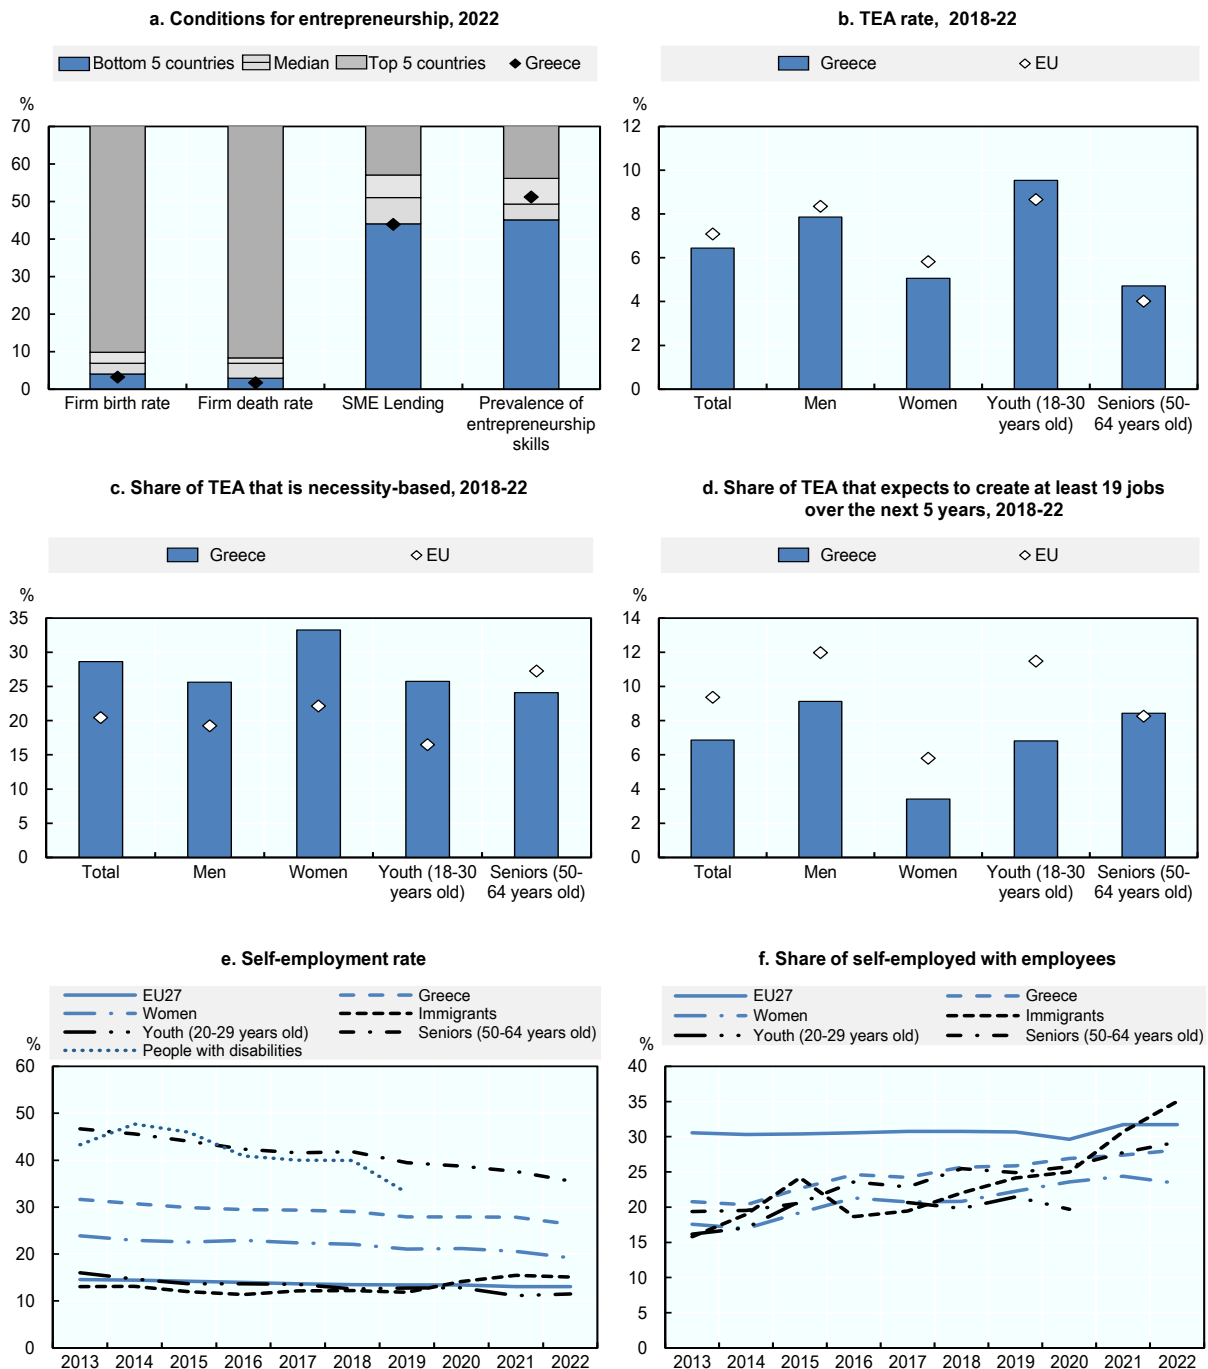 a. Conditions for entrepreneurship, 2022
Bottom 5 countries Median Top 5 countries Greece
%
70
60
50
40
30
20
10
0
Firm birth rate Firm death rate SME Lending Prevalence of
entrepreneurship
skills
b. TEA rate, 2018-22
Greece EU
%
12
10
8
6
4
2
0
Total Men Women Youth (18-30 Seniors (50-
years old) 64 years old)
c. Share of TEA that is necessity-based, 2018-22
Greece EU
%
35
30
25
20
15
10
5
0
Total Men Women Youth (18-30 Seniors (50-
years old) 64 years old)
d. Share of TEA that expects to create at least 19 jobs
over the next 5 years, 2018-22
Greece EU
%
14
12
10
8
6
4
2
0
Total Men Women Youth (18-30 Seniors (50-
years old) 64 years old)
e. Self-employment rate
EU27 Greece
Women Immigrants
Youth (20-29 years old) Seniors (50-64 years old)
People with disabilities
%
60
50
40
30
20
10
0
2013 2014 2015 2016 2017 2018 2019 2020 2021 2022
f. Share of self-employed with employees
EU27 Greece
Women Immigrants
Youth (20-29 years old) Seniors (50-64 years old)
%
40
35
30
25
20
15
10
5
0
2013 2014 2015 2016 2017 2018 2019 2020 2021 2022